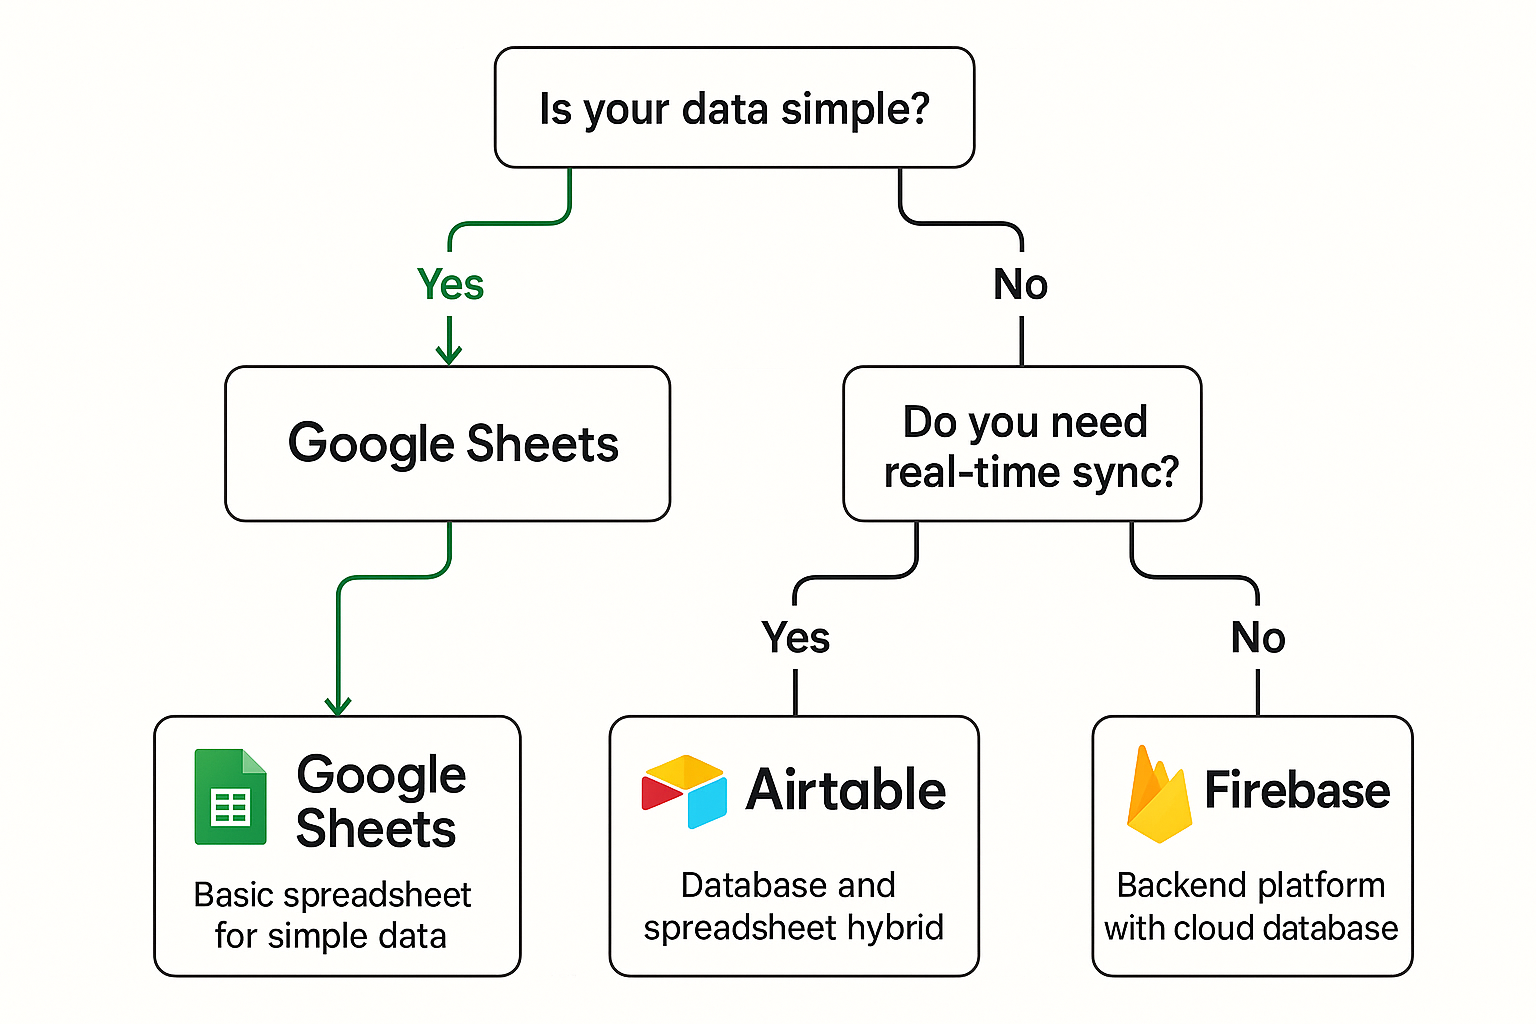 Is your data simple?
Yes
No
Google Sheets
Do you need
real-time sync?
Yes
No
Google
Sheets
Basic spreadsheet
for simple data
Airtable
Database and
spreadsheet hybrid
Firebase
Backend platform
with cloud database